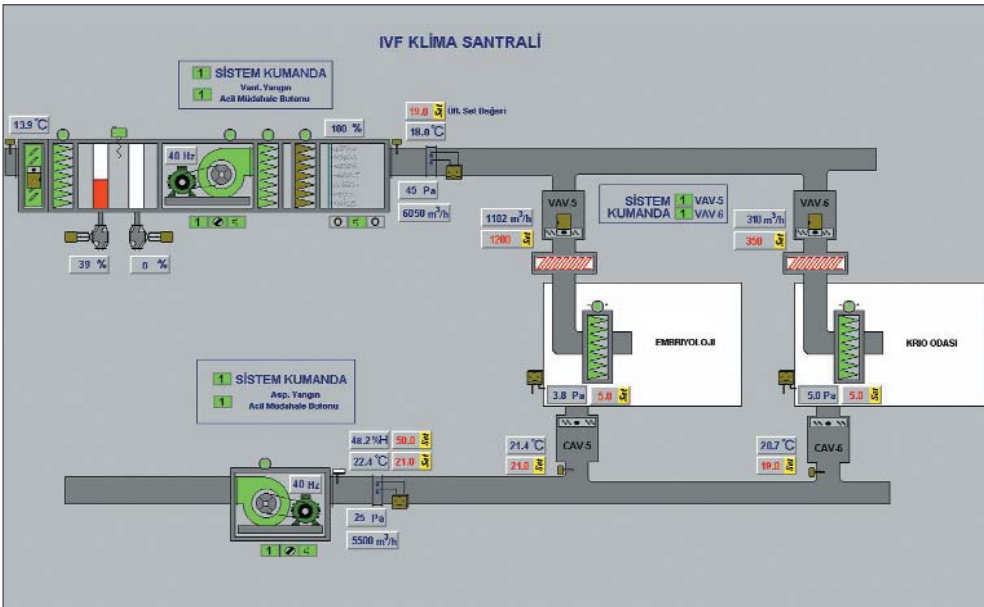 IVF KLİMA SANTRALİ
1 SİSTEM KUMANDA
Vant. Yangın
1 Acil Müdahale Butonu
19.0 Set Üfl. Set Değeri
13.9 °C
100 %
18.0 °C
40 Hz
45 Pa
6050 m³/h
1 
39 %
0 %
VAV-5
SİSTEM 1 VAV-5
KUMANDA 1 VAV-6
VAV-6
1102 m³/h
1200 Set
310 m³/h
350 Set
EMBRIYOLOJI
KRIO ODASI
3.8 Pa 5.0 Set
5.0 Pa 5.0 Set
1 SİSTEM KUMANDA
Asp. Yangın
1 Acil Müdahale Butonu
48.2 %H 50.0 Set
22.4 °C 21.0 Set
21.4 °C
21.0 Set
CAV-5
20.7 °C
19.0 Set
CAV-6
40 Hz
25 Pa
5500 m³/h
1